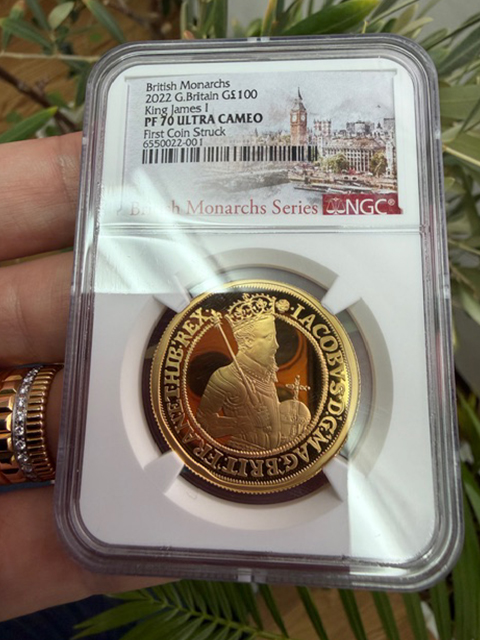 British Monarchs
2022 G.Britain G£100
King James I
PF 70 ULTRA CAMEO
First Coin Struck
6550022-001
British Monarchs Series NGC
IACOBVS·D·G·MAG·BRIT·FRAN·ET·HIB·REX·